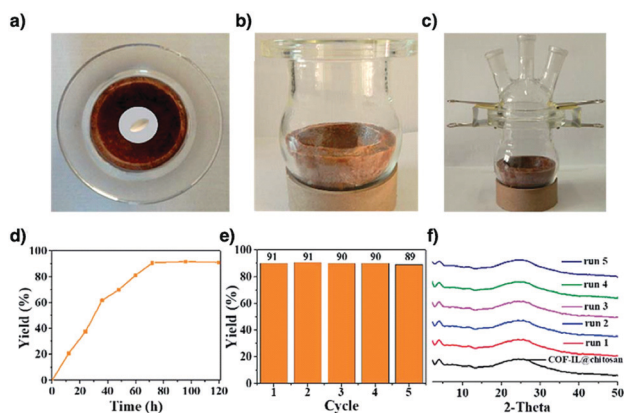 a)
b)
c)
d)
e)
f)
Yield (%)
100
80
60
40
20
0
0 20 40 60 80 100 120
Time (h)
Yield (%)
100
80
60
40
20
0
91 91 90 90 89
1 2 3 4 5
Cycle
run 5
run 4
run 3
run 2
run 1
COF-IL@chitosan
10 20 30 40 50
2-Theta